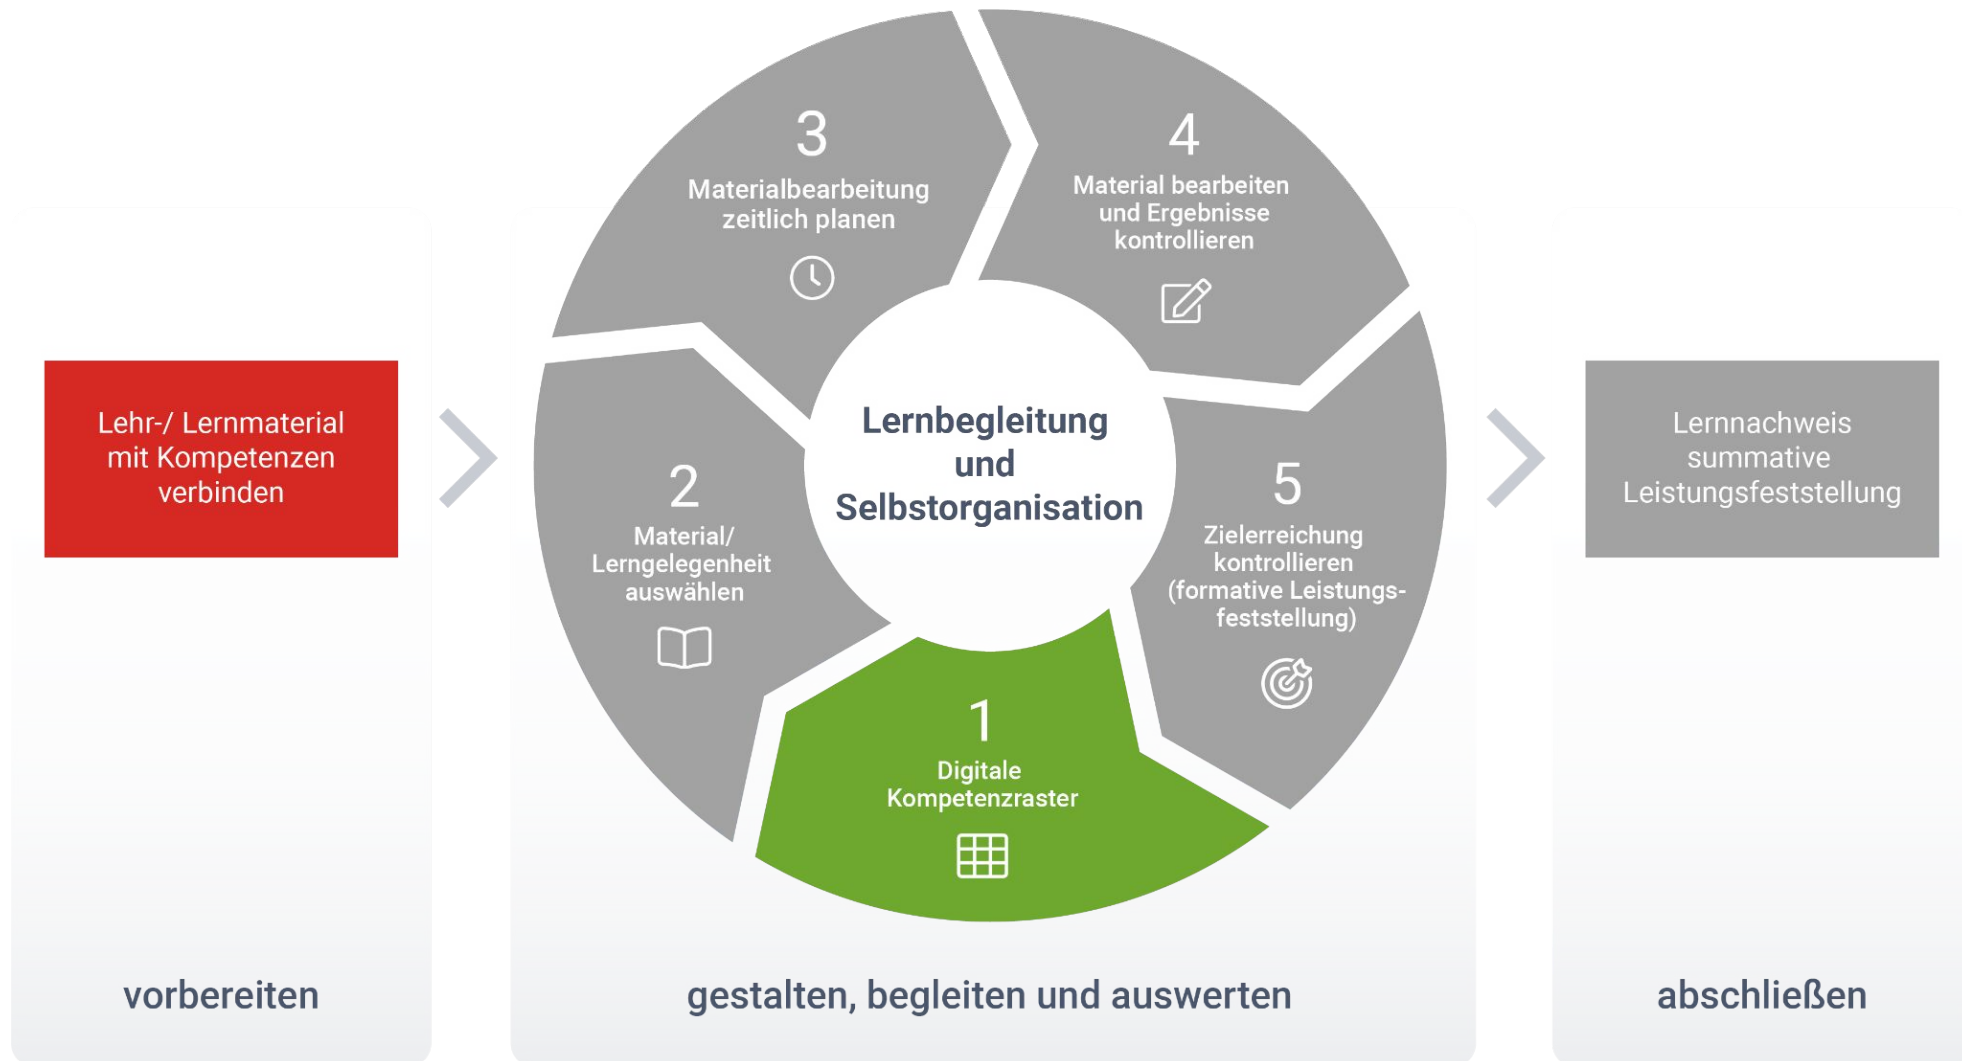 Lehr-/ Lernmaterial
mit Kompetenzen
verbinden
vorbereiten
Lernbegleitung
und
Selbstorganisation
1
Digitale
Kompetenzraster
2
Material/
Lerngelegenheit
auswählen
3
Materialbearbeitung
zeitlich planen
4
Material bearbeiten
und Ergebnisse
kontrollieren
5
Zielerreichung
kontrollieren
(formative Leistungs-
feststellung)
gestalten, begleiten und auswerten
Lernnachweis
summative
Leistungsfeststellung
abschließen